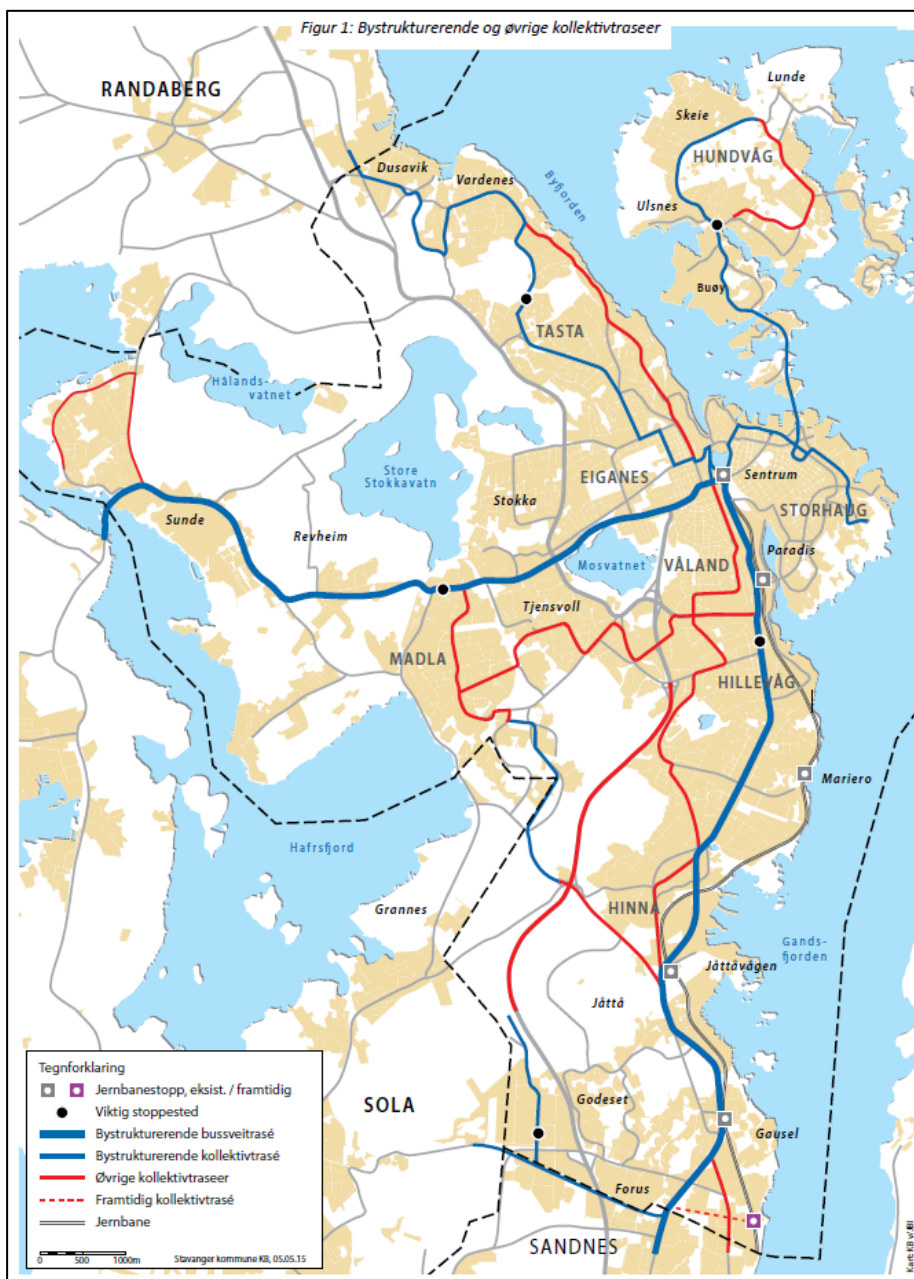 Figur 1: Bystrukturerende og øvrige kollektivtraseer
RANDABERG
Lunde
Skeie
HUNDVÅG
Dusavik
Vardenes
Byfjorden
Ulsnes
Buøy
TASTA
Hålands-
vatnet
Store
Stokkavatn
Stokka
EIGANES
Sentrum
STORHAUG
Sunde
Revheim
Mosvatnet
VÅLAND
Paradis
Tjensvoll
MADLA
HILLEVÅG
Mariero
Hafrsfjord
Grannes
HINNA
Gands-
fjorden
Jåttåvågen
Jåttå
Godeset
SOLA
Gausel
Forus
SANDNES
Tegnforklaring
Jernbanestopp, eksist. / framtidig
Viktig stoppested
Bystrukturerende bussveitrasé
Bystrukturerende kollektivtrasé
Øvrige kollektivtraseer
Framtidig kollektivtrasé
Jernbane
0 500 1000m
Stavanger kommune KB, 05.05.15